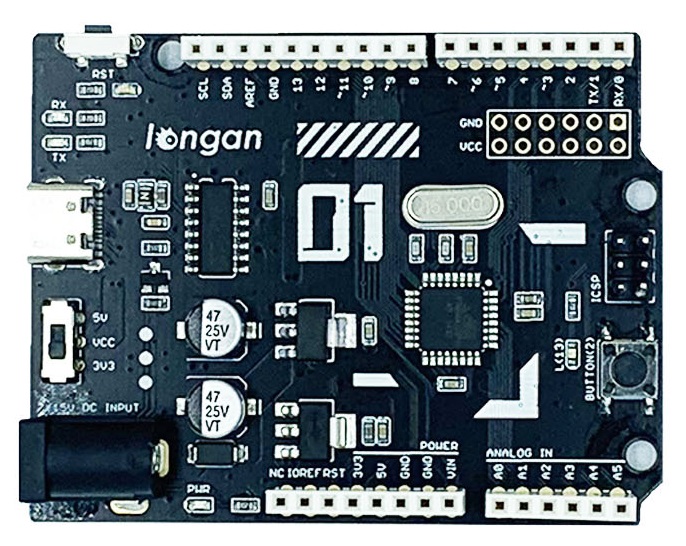 RST
SCL SDA AREF GND 13 12 ~11 ~10 ~9 8 7 ~6 ~5 4 ~3 2 TX/1 RX/0
RX
TX
longan
01
GND
VCC
16.000
ICSP
5V
VCC
3V3
47
25V
VT
47
25V
VT
L(13)
BUTTON(2)
DC INPUT
POWER
ANALOG IN
NC IOREF RST 3V3 5V GND GND VIN
A0 A1 A2 A3 A4 A5
PWR